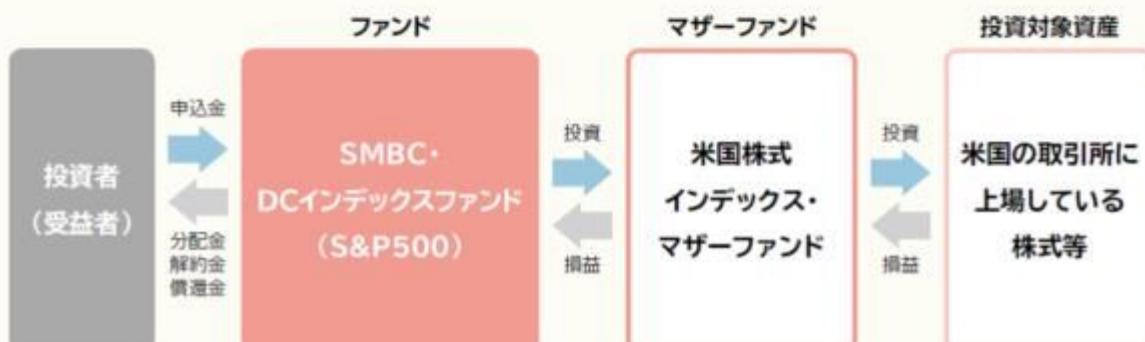 ファンド
マザーファンド
投資対象資産
投資者
（受益者）
申込金
分配金
解約金
償還金
SMBC・
DCインデックスファンド
（S&P500）
投資
損益
米国株式
インデックス・
マザーファンド
投資
損益
米国の取引所に
上場している
株式等